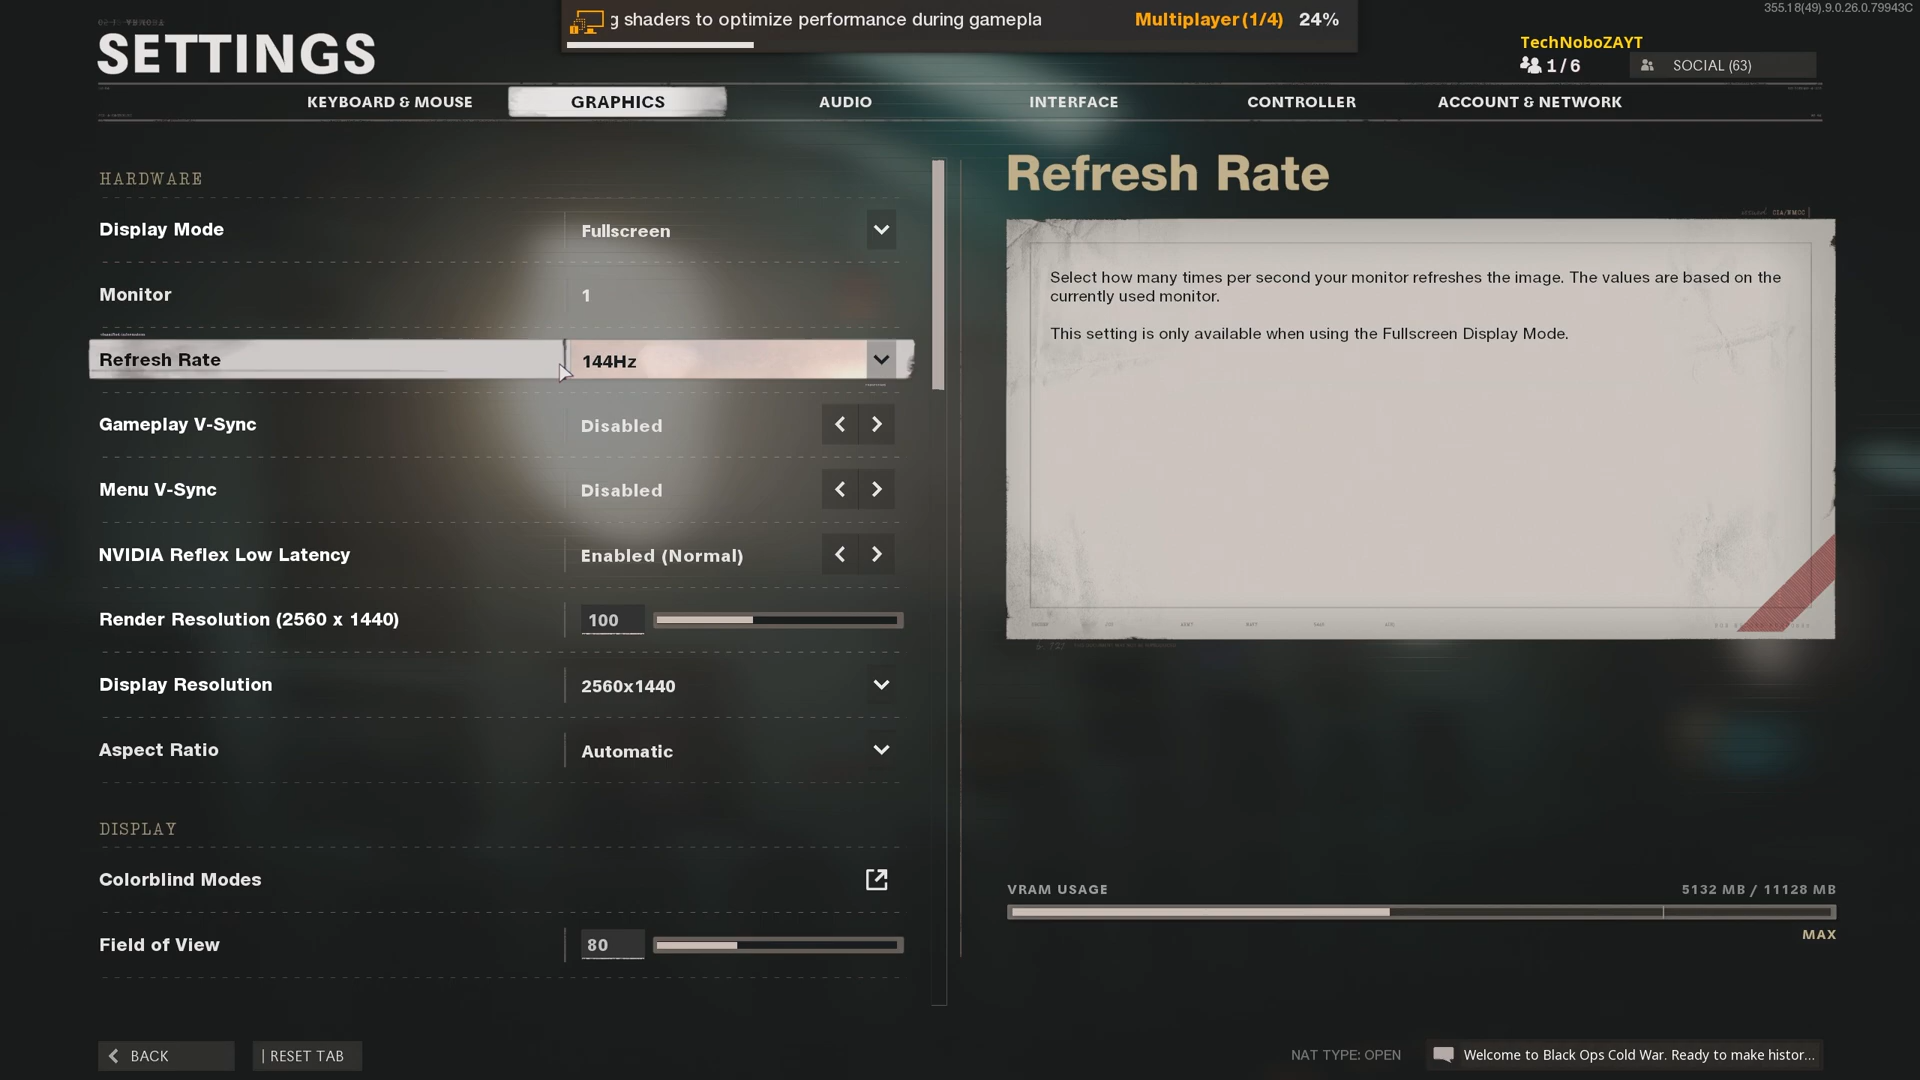 g shaders to optimize performance during gamepla
Multiplayer(1/4) 24%
355.18(49).9.0.26.0.79943C
SETTINGS
TechNoboZAYT
1/6
SOCIAL (63)
KEYBOARD & MOUSE
GRAPHICS
AUDIO
INTERFACE
CONTROLLER
ACCOUNT & NETWORK
HARDWARE
Display Mode
Fullscreen
Monitor
1
Refresh Rate
144Hz
Gameplay V-Sync
Disabled
Menu V-Sync
Disabled
NVIDIA Reflex Low Latency
Enabled (Normal)
Render Resolution (2560 x 1440)
100
Display Resolution
2560x1440
Aspect Ratio
Automatic
DISPLAY
Colorblind Modes
Field of View
80
Refresh Rate
Select how many times per second your monitor refreshes the image. The values are based on the
currently used monitor.
This setting is only available when using the Fullscreen Display Mode.
VRAM USAGE
5132 MB / 11128 MB
MAX
BACK
| RESET TAB
NAT TYPE: OPEN
Welcome to Black Ops Cold War. Ready to make histor...